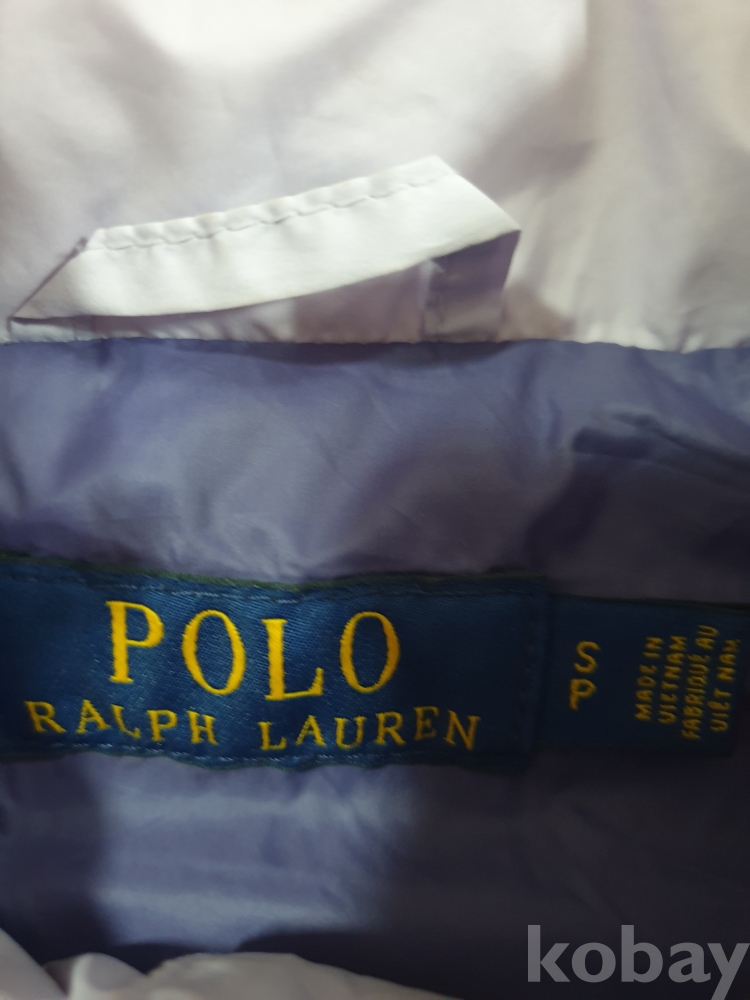 POLO
RALPH LAUREN
S
P
MADE IN
VIETNAM
FABRIQUÉ AU
VIÊT NAM
kobay